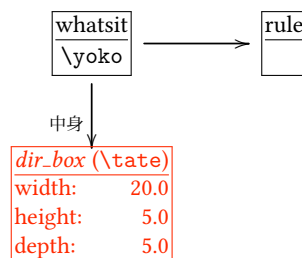 whatsit
\yoko
rule
中身
dir_box (\tate)
width: 20.0
height: 5.0
depth: 5.0